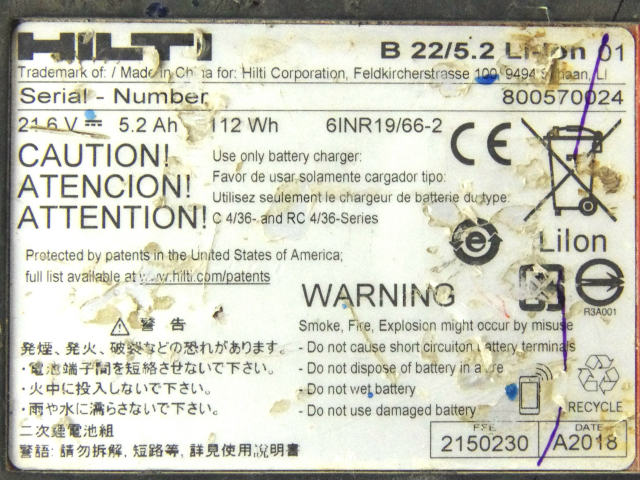 HILTI
B 22/5.2 Li-Ion 01
Trademark of: / Made in China for: Hilti Corporation, Feldkircherstrasse 100, 9494 Schaan, LI
Serial - Number 800570024
21.6 V ⎓ 5.2 Ah 112 Wh 6INR19/66-2
CE
CAUTION!
ATENCION!
ATTENTION!
Use only battery charger:
Favor de usar solamente cargador tipo:
Utilisez seulement le chargeur de batterie du type:
C 4/36- and RC 4/36-Series
LiIon
Protected by patents in the United States of America;
full list available at www.hilti.com/patents
R3A001
WARNING
Smoke, Fire, Explosion might occur by misuse
- Do not cause short circuit on battery terminals
- Do not dispose of battery in a fire
- Do not wet battery
- Do not use damaged battery
RECYCLE
⚠ 警告
発煙、発火、破裂などの恐れがあります。
・電池端子間を短絡させないで下さい。
・火中に投入しないで下さい。
・雨や水に濡らさないで下さい。
二次鋰電池組
警語: 請勿拆解, 短路等, 詳見使用說明書
DATE
2150230 A2018